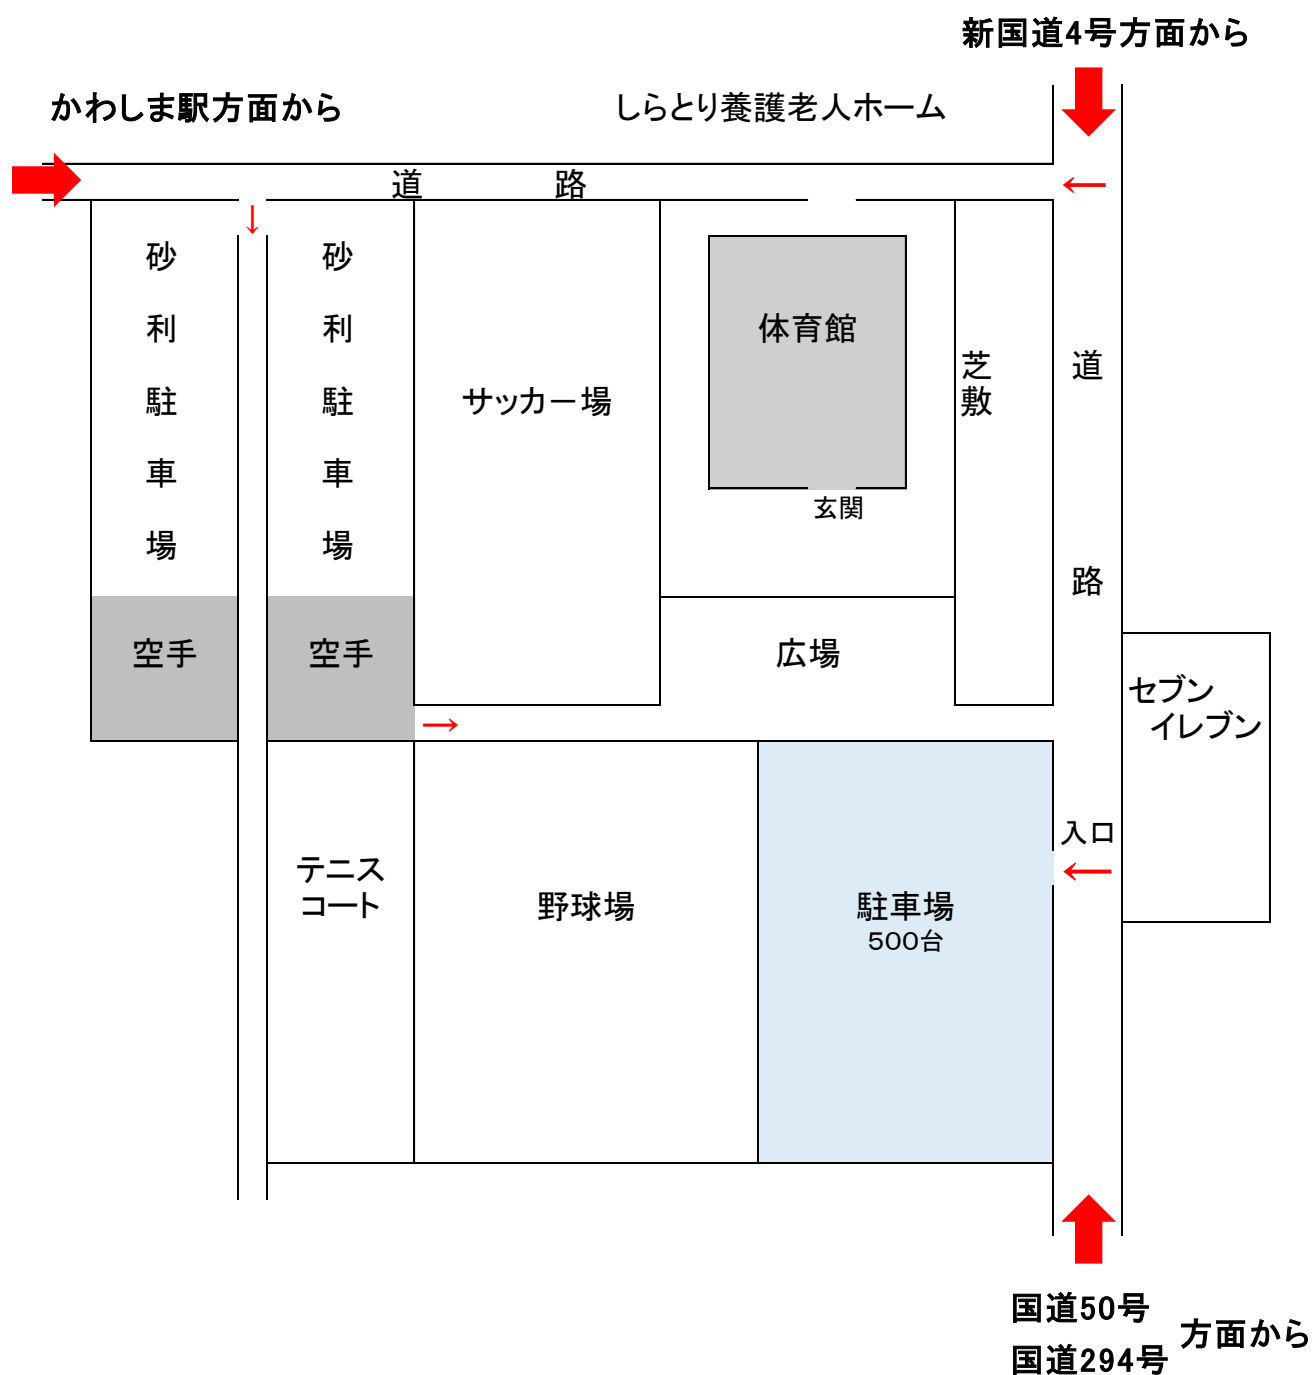 新国道4号方面から
かわしま駅方面から
しらとり養護老人ホーム
道路
↓
←
砂利駐車場
砂利駐車場
サッカー場
体育館
玄関
芝敷
道路
空手
空手
広場
→
セブン
イレブン
入口
←
テニス
コート
野球場
駐車場
500台
国道50号
国道294号
方面から